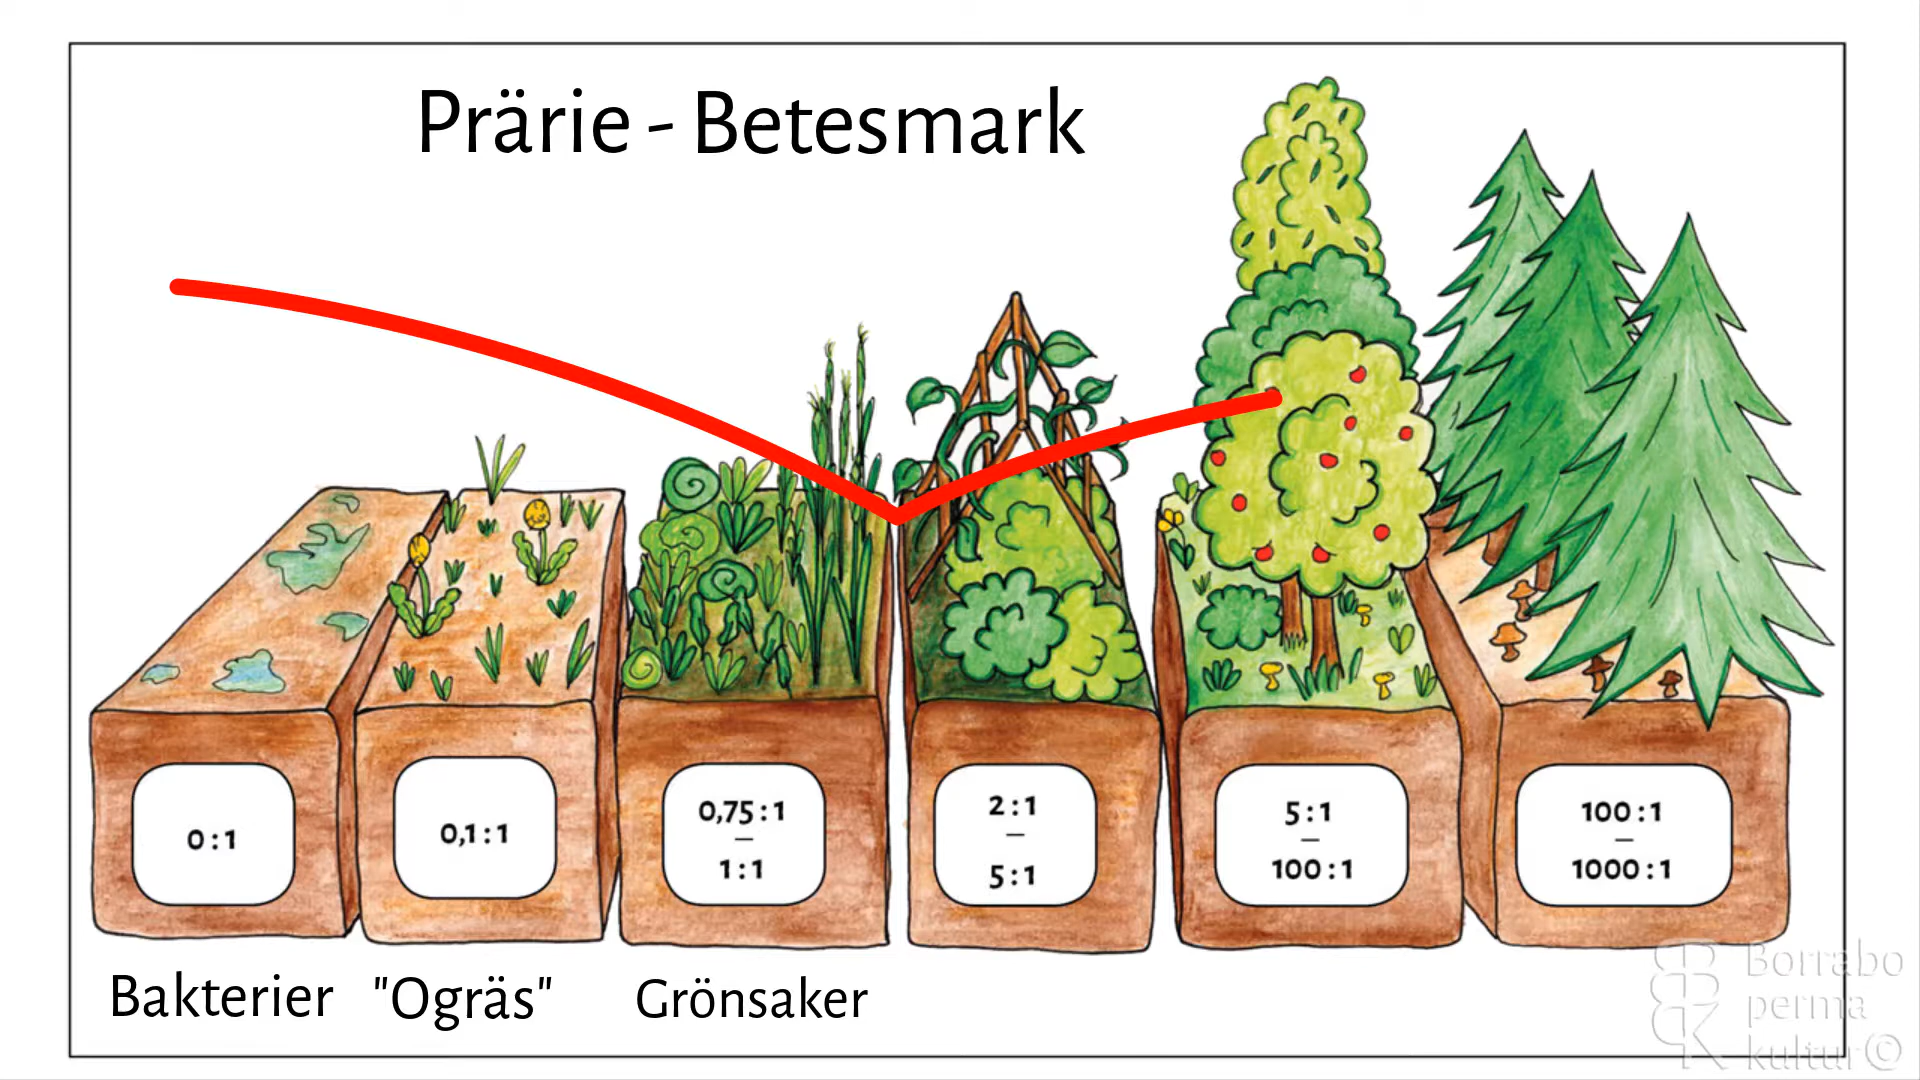 Prärie - Betesmark
0:1
0,1:1
0,75:1
–
1:1
2:1
–
5:1
5:1
–
100:1
100:1
–
1000:1
Bakterier
"Ogräs"
Grönsaker
Borrabo
perma
kultur©